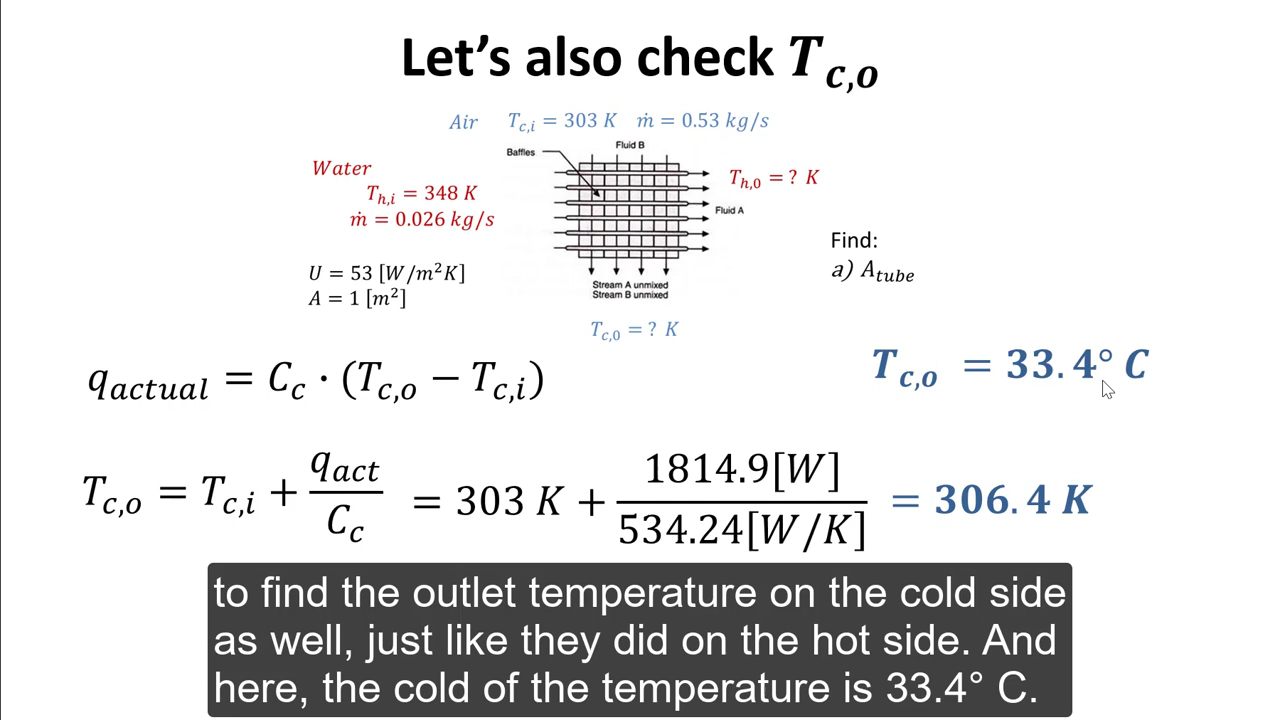 Let’s also check T_c,o
Air T_c,i = 303 K ṁ = 0.53 kg/s
Fluid B
Baffles
Water
T_h,i = 348 K
ṁ = 0.026 kg/s
T_h,0 = ? K
Fluid A
Find:
a) A_tube
U = 53 [W/m²K]
A = 1 [m²]
Stream A unmixed
Stream B unmixed
T_c,0 = ? K
q_actual = C_c · (T_c,o − T_c,i)
T_c,o = 33.4° C
T_c,o = T_c,i + q_act / C_c = 303 K + 1814.9[W] / 534.24[W/K] = 306.4 K
to find the outlet temperature on the cold side
as well, just like they did on the hot side. And
here, the cold of the temperature is 33.4° C.